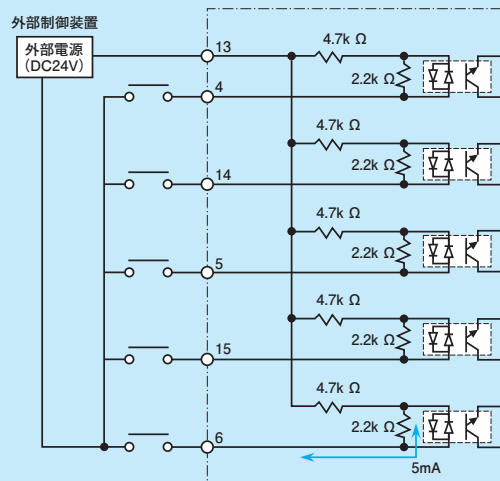 外部制御装置
外部電源
(DC24V)
13
4.7k Ω
2.2k Ω
4
4.7k Ω
2.2k Ω
14
4.7k Ω
2.2k Ω
5
4.7k Ω
2.2k Ω
15
4.7k Ω
2.2k Ω
6
5mA